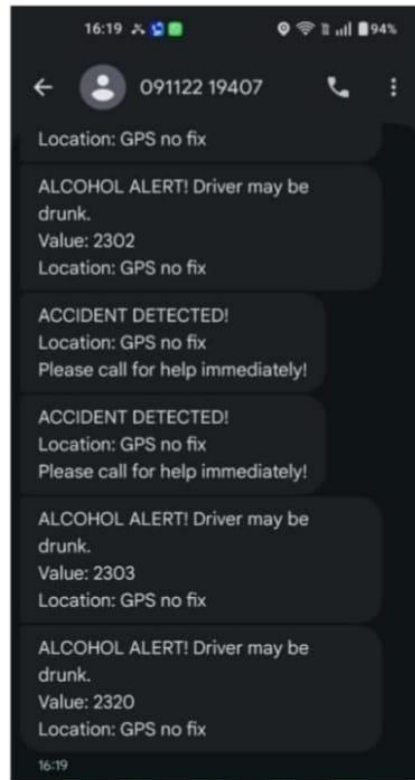 16:19 94%
091122 19407
Location: GPS no fix
ALCOHOL ALERT! Driver may be
drunk.
Value: 2302
Location: GPS no fix
ACCIDENT DETECTED!
Location: GPS no fix
Please call for help immediately!
ACCIDENT DETECTED!
Location: GPS no fix
Please call for help immediately!
ALCOHOL ALERT! Driver may be
drunk.
Value: 2303
Location: GPS no fix
ALCOHOL ALERT! Driver may be
drunk.
Value: 2320
Location: GPS no fix
16:19